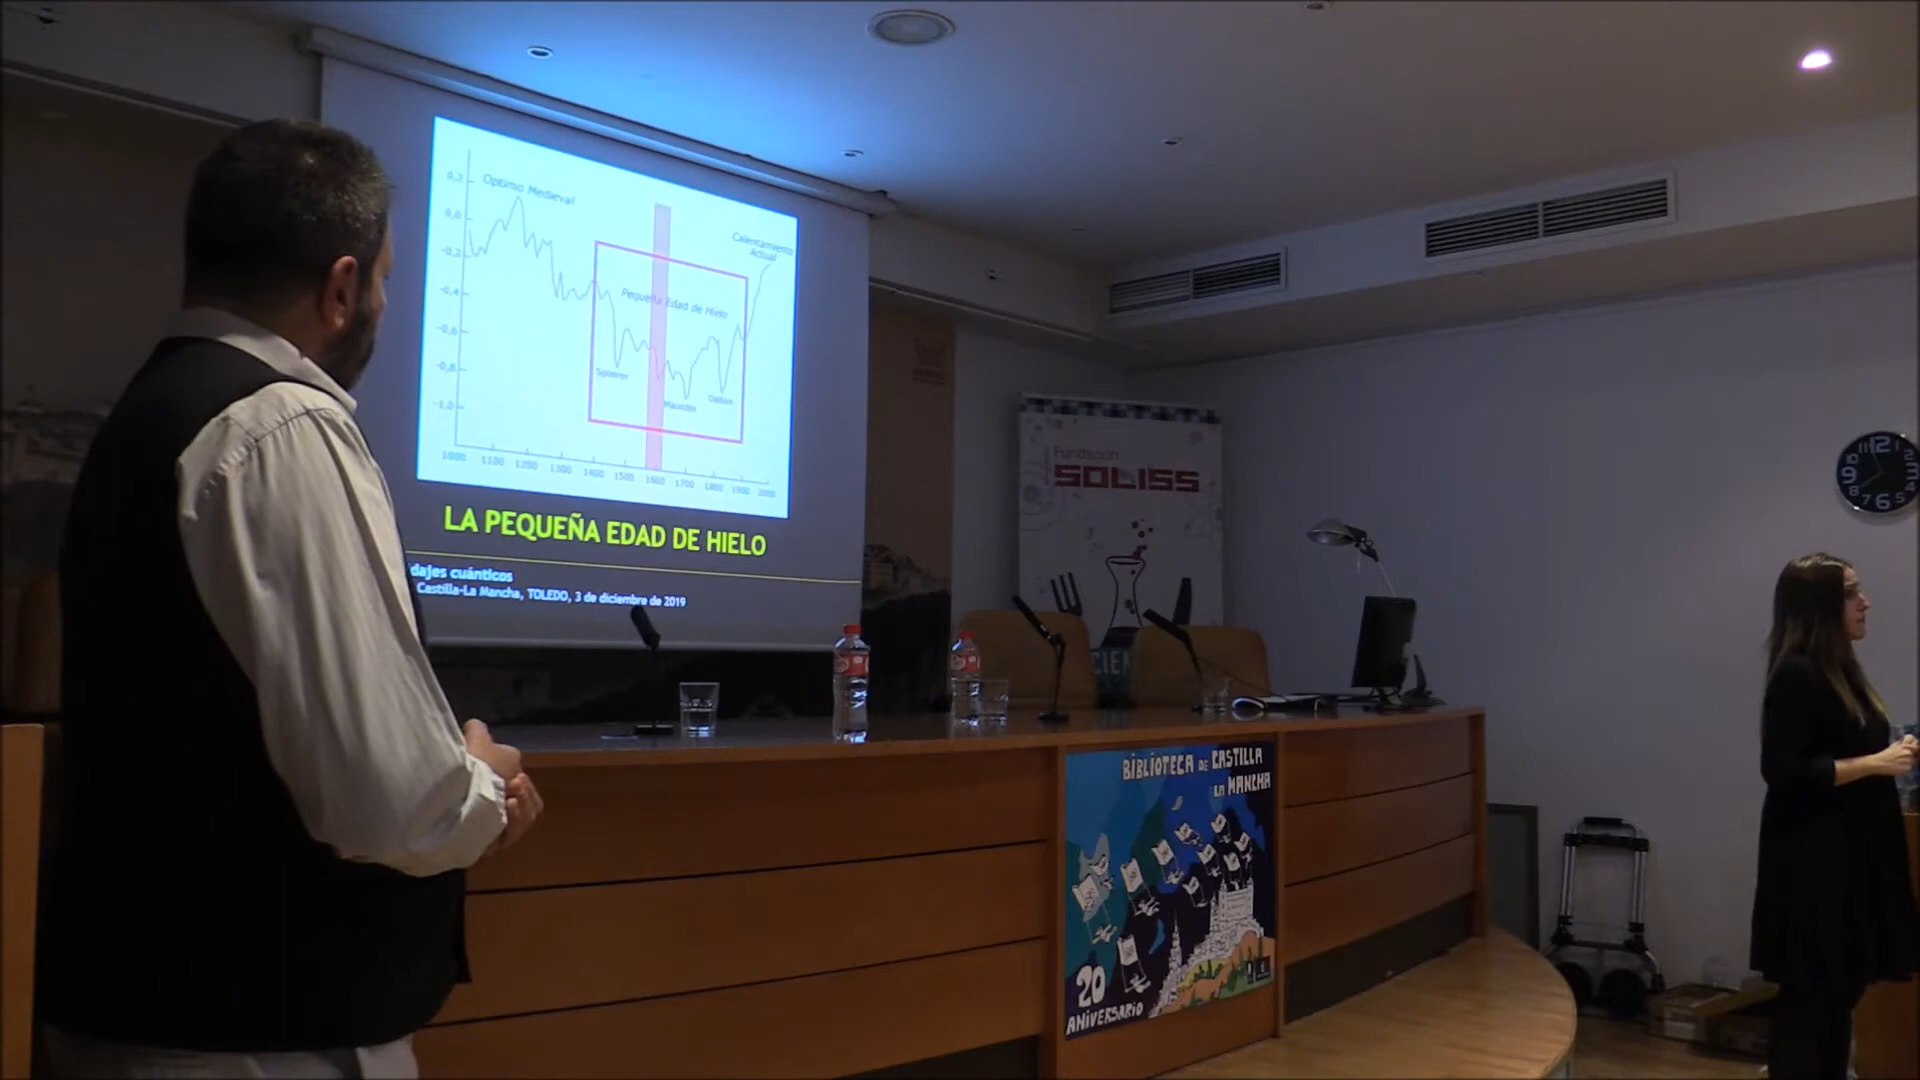 Optimo Medieval
Calentamiento
Actual
Pequeña Edad de Hielo
Spoerer
Maunder
Dalton
0,2
0,0
-0,2
-0,4
-0,6
-0,8
-1,0
1000 1100 1200 1300 1400 1500 1600 1700 1800 1900 2000
LA PEQUEÑA EDAD DE HIELO
dajes cuánticos
Castilla-La Mancha, TOLEDO, 3 de diciembre de 2019
Fundación
SOLISS
CIEN
BIBLIOTECA DE CASTILLA
LA MANCHA
20
ANIVERSARIO